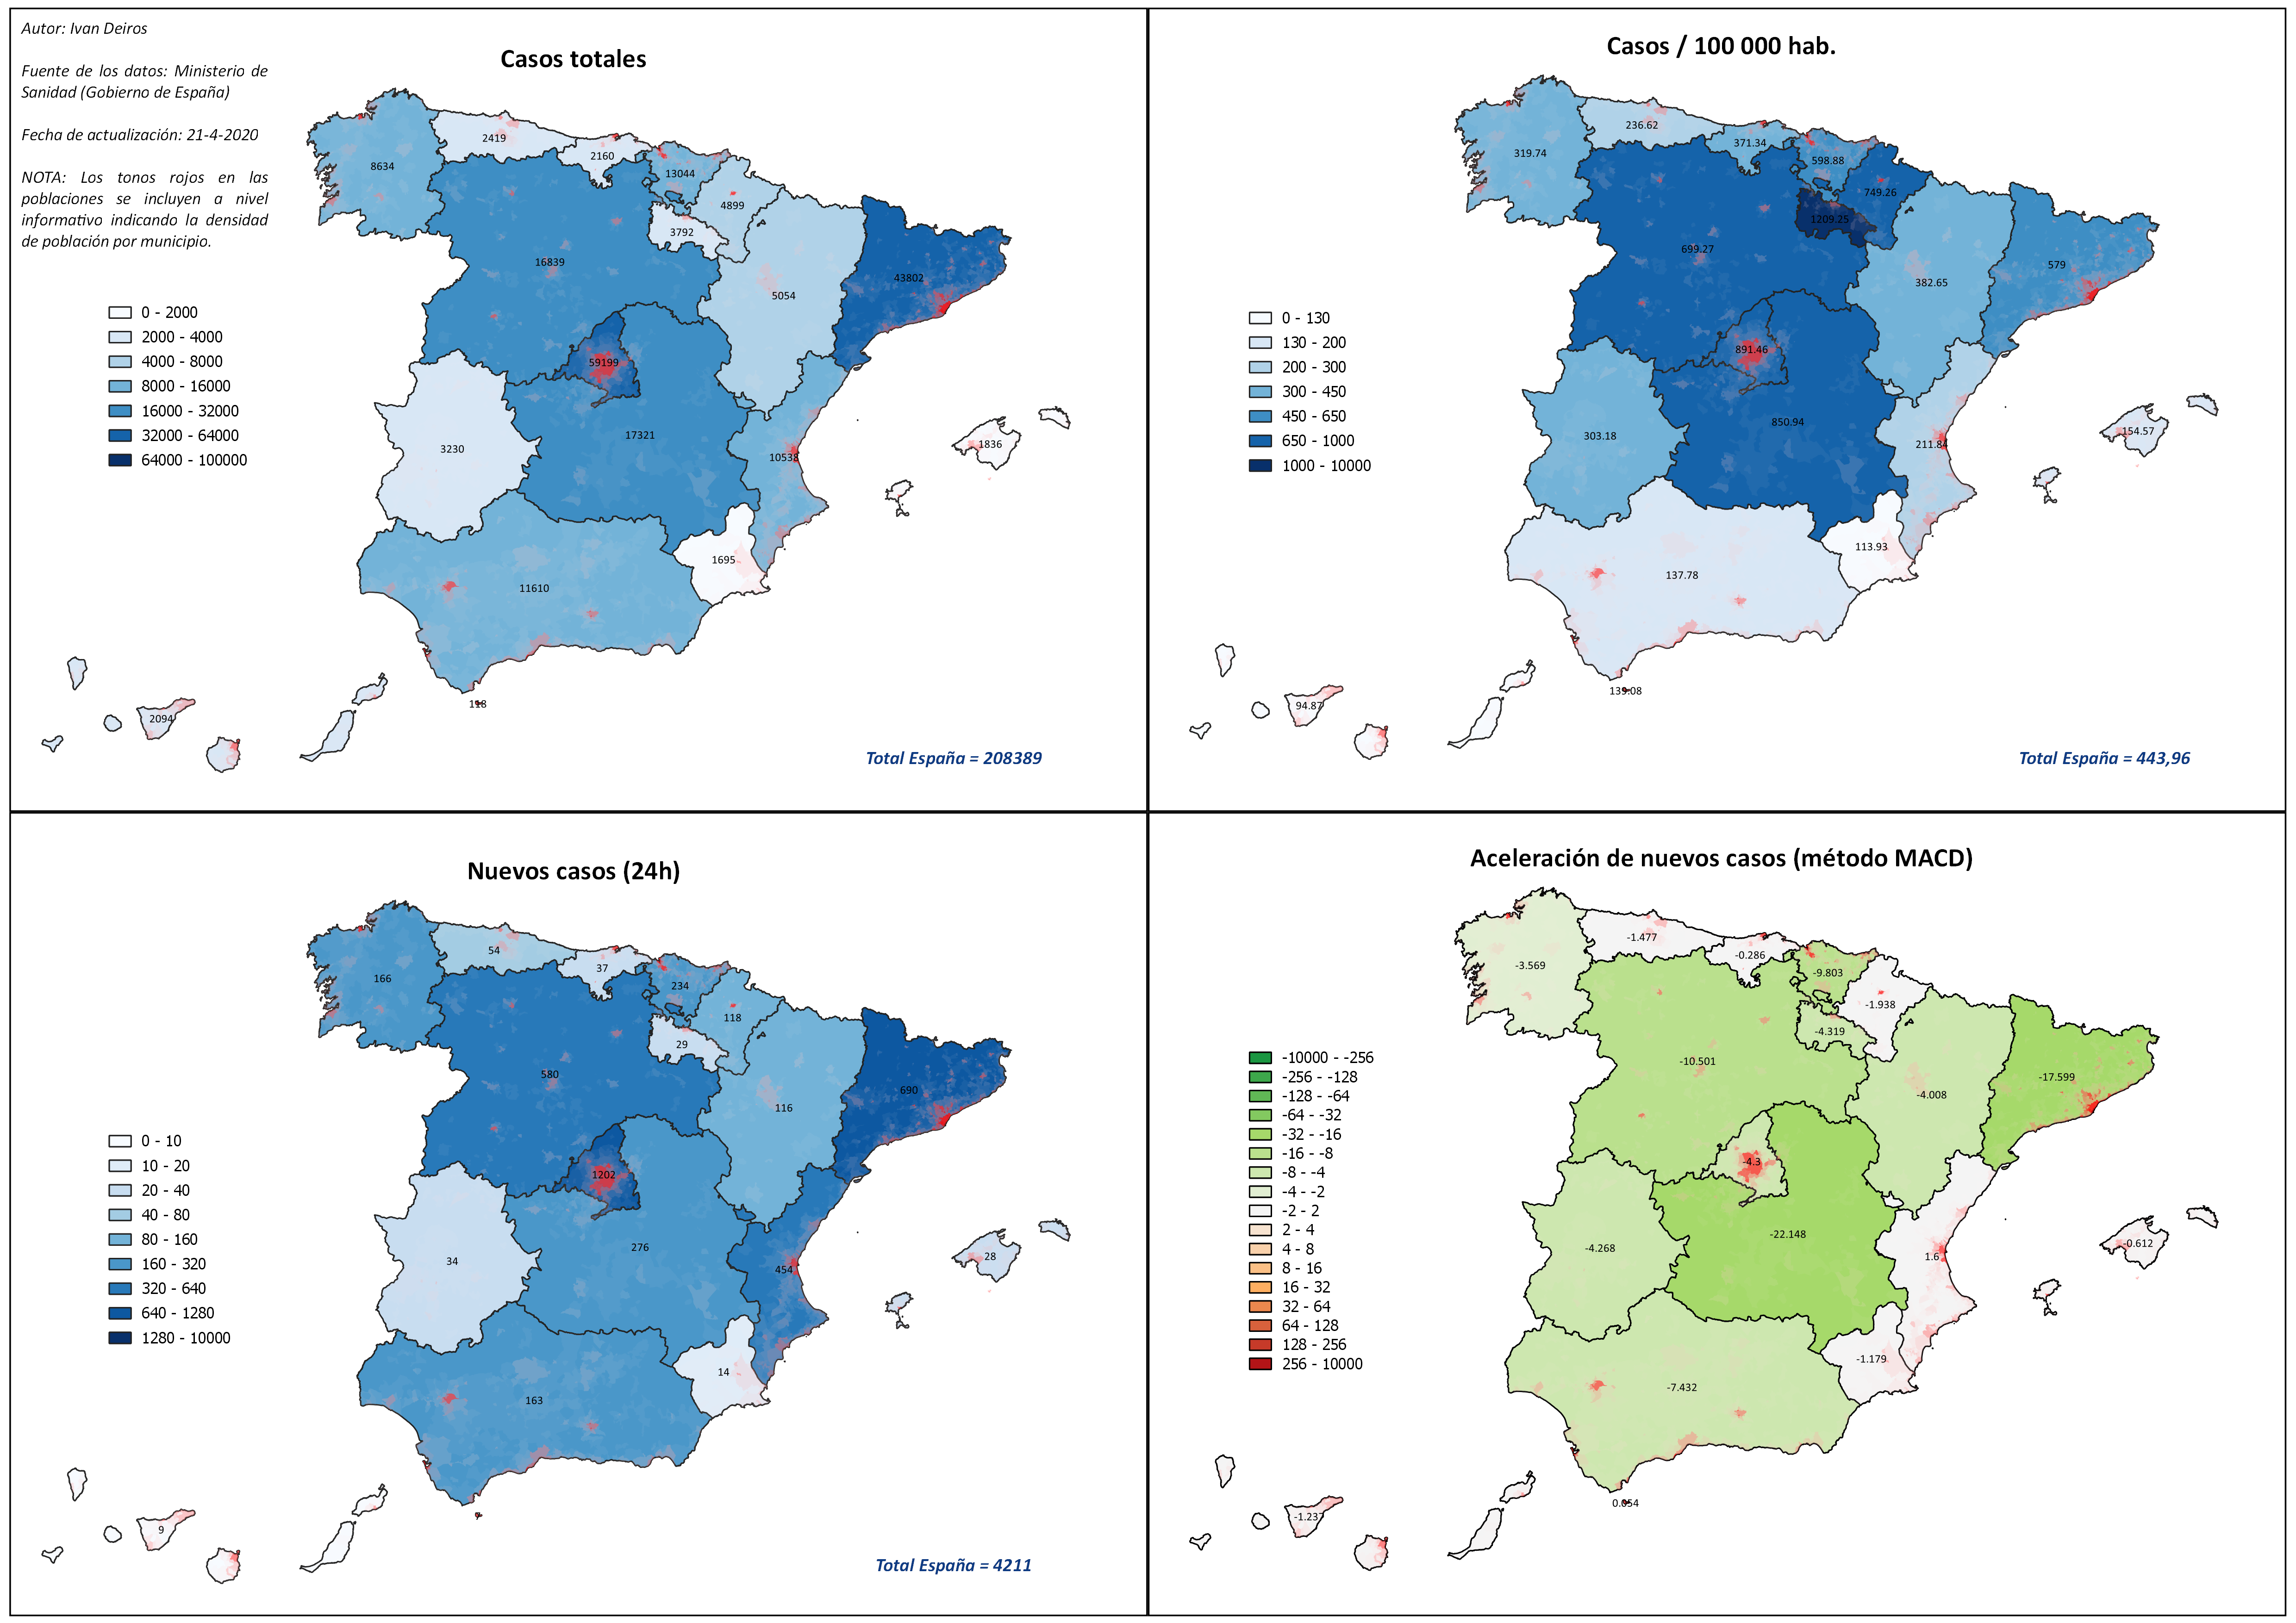 Autor: Ivan Deiros
Fuente de los datos: Ministerio de
Sanidad (Gobierno de España)
Fecha de actualización: 21-4-2020
NOTA: Los tonos rojos en las
poblaciones se incluyen a nivel
informativo indicando la densidad
de población por municipio.
Casos totales
0 - 2000
2000 - 4000
4000 - 8000
8000 - 16000
16000 - 32000
32000 - 64000
64000 - 100000
8634
2419
2160
13044
4899
3792
16839
5054
43802
59199
17321
3230
10538
1836
1695
11610
118
2094
Total España = 208389
Casos / 100 000 hab.
0 - 130
130 - 200
200 - 300
300 - 450
450 - 650
650 - 1000
1000 - 10000
319.74
236.62
371.34
598.88
749.26
1209.25
699.27
382.65
579
891.46
850.94
303.18
211.84
154.57
113.93
137.78
139.08
94.87
Total España = 443,96
Nuevos casos (24h)
0 - 10
10 - 20
20 - 40
40 - 80
80 - 160
160 - 320
320 - 640
640 - 1280
1280 - 10000
166
54
37
234
118
29
580
116
690
1202
276
34
454
28
14
163
9
Total España = 4211
Aceleración de nuevos casos (método MACD)
-10000 - -256
-256 - -128
-128 - -64
-64 - -32
-32 - -16
-16 - -8
-8 - -4
-4 - -2
-2 - 2
2 - 4
4 - 8
8 - 16
16 - 32
32 - 64
64 - 128
128 - 256
256 - 10000
-3.569
-1.477
-0.286
-9.803
-1.938
-4.319
-10.501
-4.008
-17.599
-4.3
-22.148
-4.268
1.6
-0.612
-1.179
-7.432
0.054
-1.237